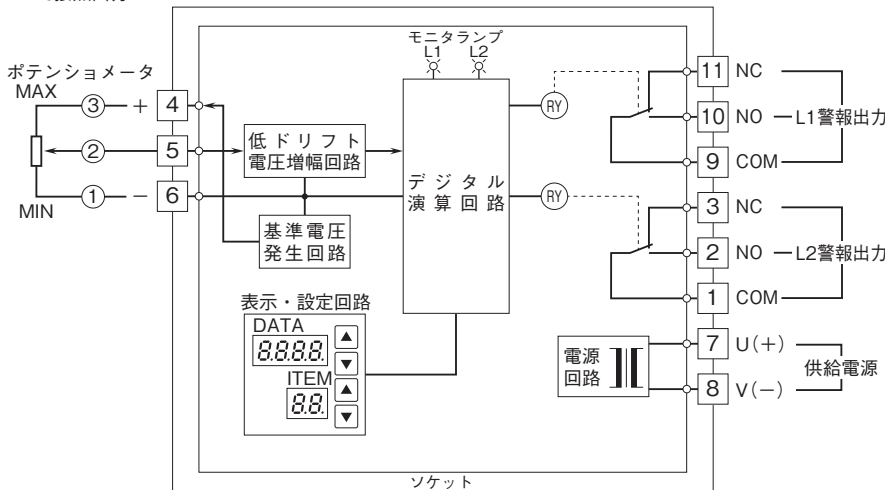 モニタランプ
L1 L2
ポテンショメータ
MAX
③ + 4
② 5
① - 6
MIN
低ドリフト
電圧増幅回路
基準電圧
発生回路
デジタル
演算回路
RY
RY
11 NC
10 NO L1警報出力
9 COM
3 NC
2 NO L2警報出力
1 COM
表示・設定回路
DATA
8.8.8.8.
ITEM
8.8.
▲
▼
▲
▼
電源
回路
7 U(+)
供給電源
8 V(-)
ソケット